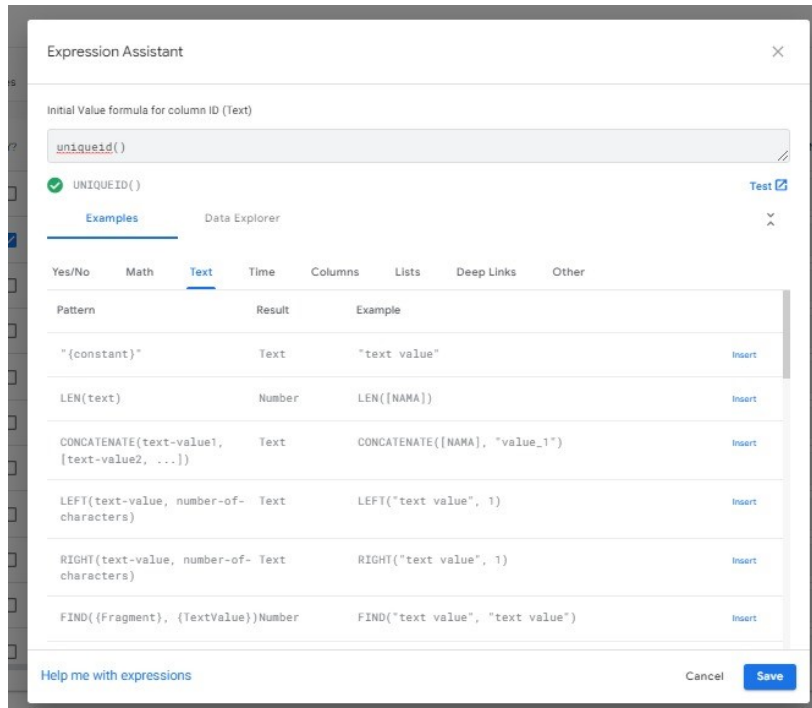 Expression Assistant
es
Initial Value formula for column ID (Text)
uniqueid()
UNIQUEID()
Test
Examples Data Explorer
Yes/No Math Text Time Columns Lists Deep Links Other
Pattern Result Example
"{constant}" Text "text value" Insert
LEN(text) Number LEN([NAMA]) Insert
CONCATENATE(text-value1, Text CONCATENATE([NAMA], "value_1") Insert
[text-value2, ...])
LEFT(text-value, number-of- Text LEFT("text value", 1) Insert
characters)
RIGHT(text-value, number-of- Text RIGHT("text value", 1) Insert
characters)
FIND({Fragment}, {TextValue}) Number FIND("text value", "text value") Insert
Help me with expressions Cancel Save